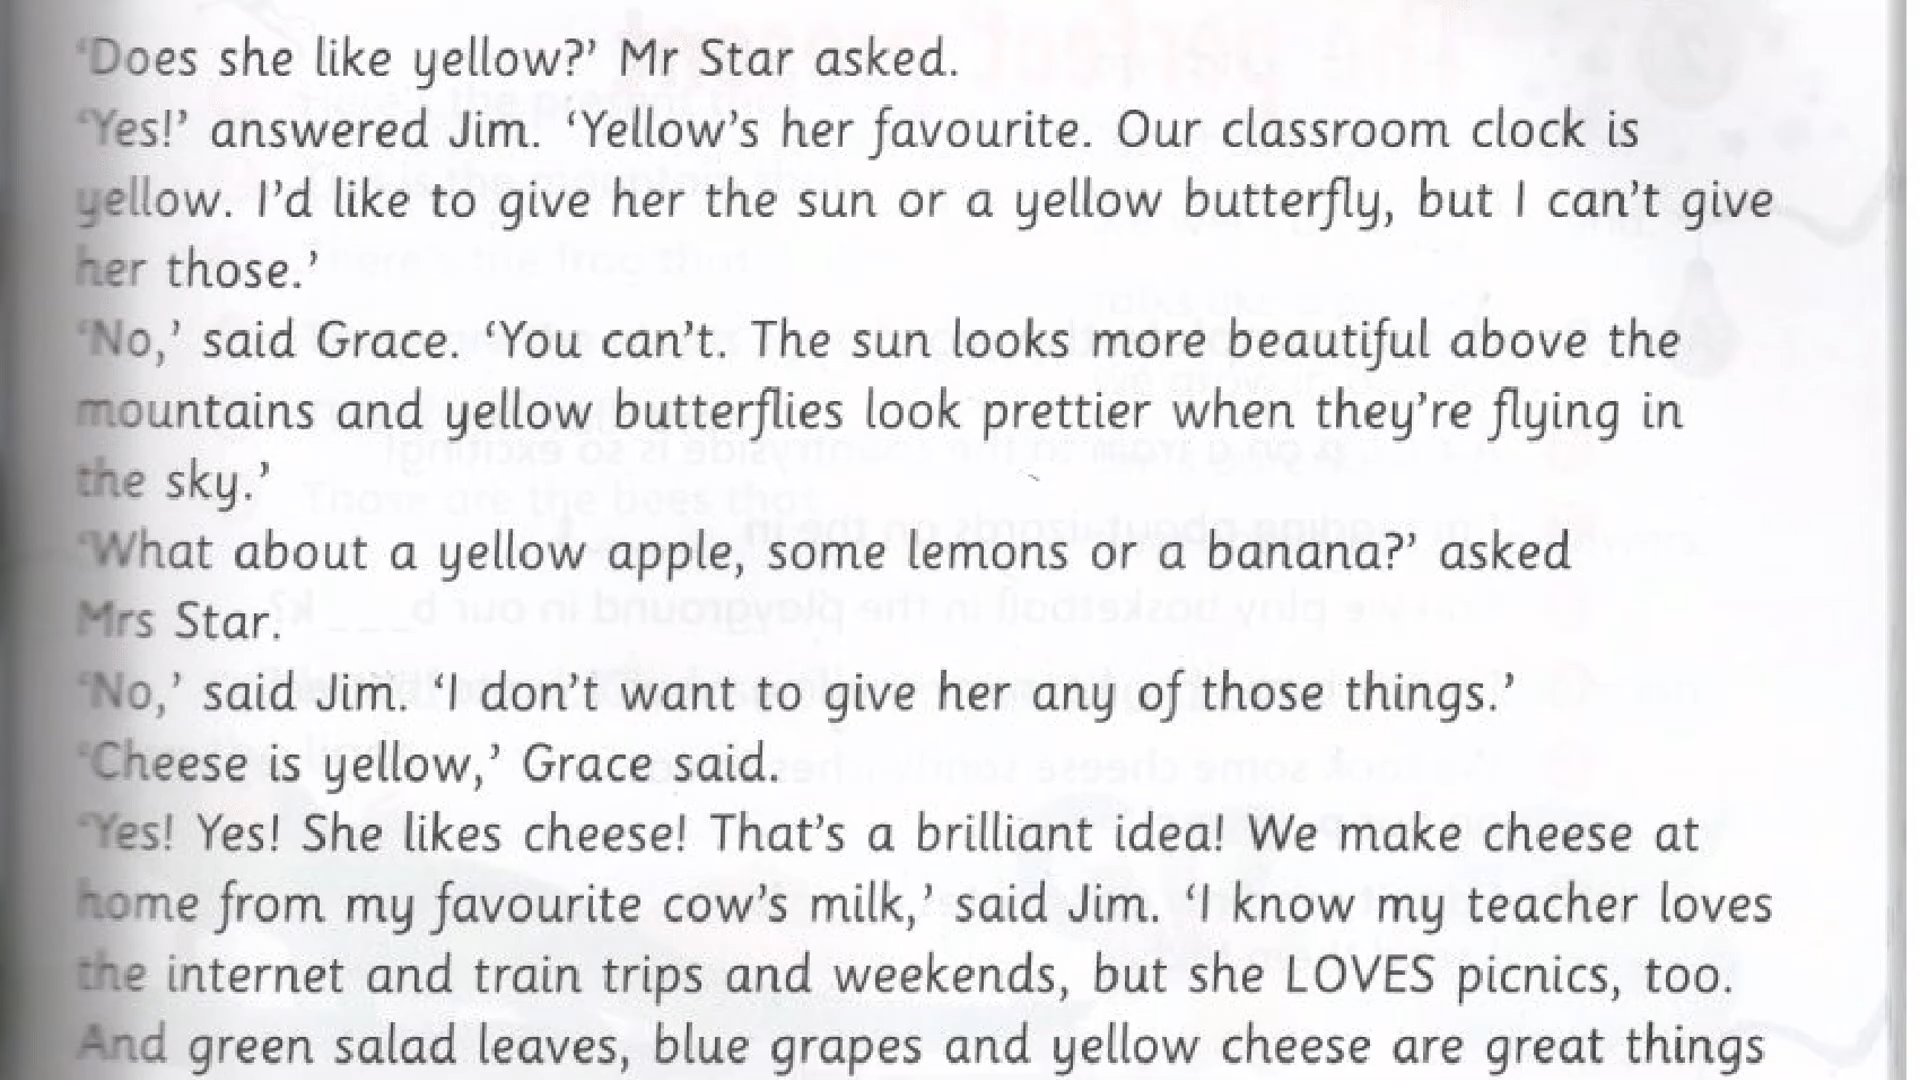 ‘Does she like yellow?’ Mr Star asked.
‘Yes!’ answered Jim. ‘Yellow’s her favourite. Our classroom clock is
yellow. I’d like to give her the sun or a yellow butterfly, but I can’t give
her those.’
‘No,’ said Grace. ‘You can’t. The sun looks more beautiful above the
mountains and yellow butterflies look prettier when they’re flying in
the sky.’
‘What about a yellow apple, some lemons or a banana?’ asked
Mrs Star.
‘No,’ said Jim. ‘I don’t want to give her any of those things.’
‘Cheese is yellow,’ Grace said.
‘Yes! Yes! She likes cheese! That’s a brilliant idea! We make cheese at
home from my favourite cow’s milk,’ said Jim. ‘I know my teacher loves
the internet and train trips and weekends, but she LOVES picnics, too.
And green salad leaves, blue grapes and yellow cheese are great things